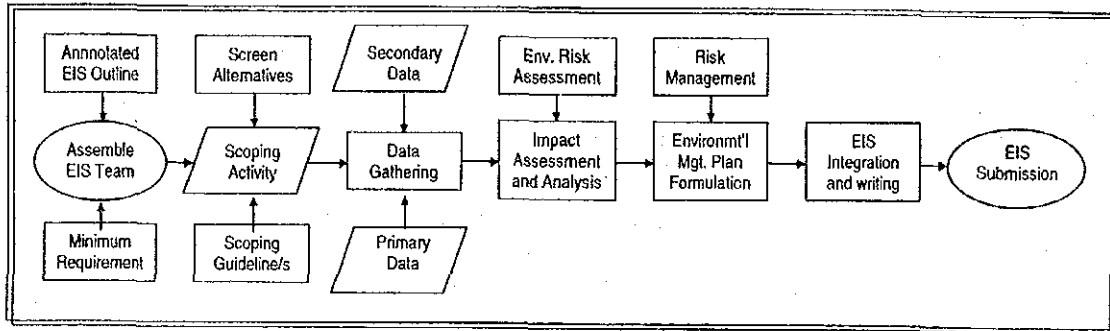 Annnotated
EIS Outline
Screen
Alternatives
Secondary
Data
Env. Risk
Assessment
Risk
Management
Assemble
EIS Team
Scoping
Activity
Data
Gathering
Impact
Assessment
and Analysis
Environmt'l
Mgt. Plan
Formulation
EIS
Integration
and writing
EIS
Submission
Minimum
Requirement
Scoping
Guideline/s
Primary
Data